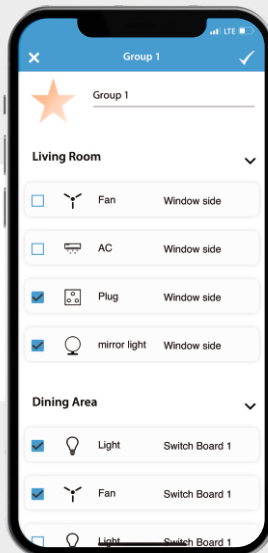 LTE
Group 1
Group 1
Living Room
Fan Window side
AC Window side
Plug Window side
mirror light Window side
Dining Area
Light Switch Board 1
Fan Switch Board 1
Light Switch Board 1